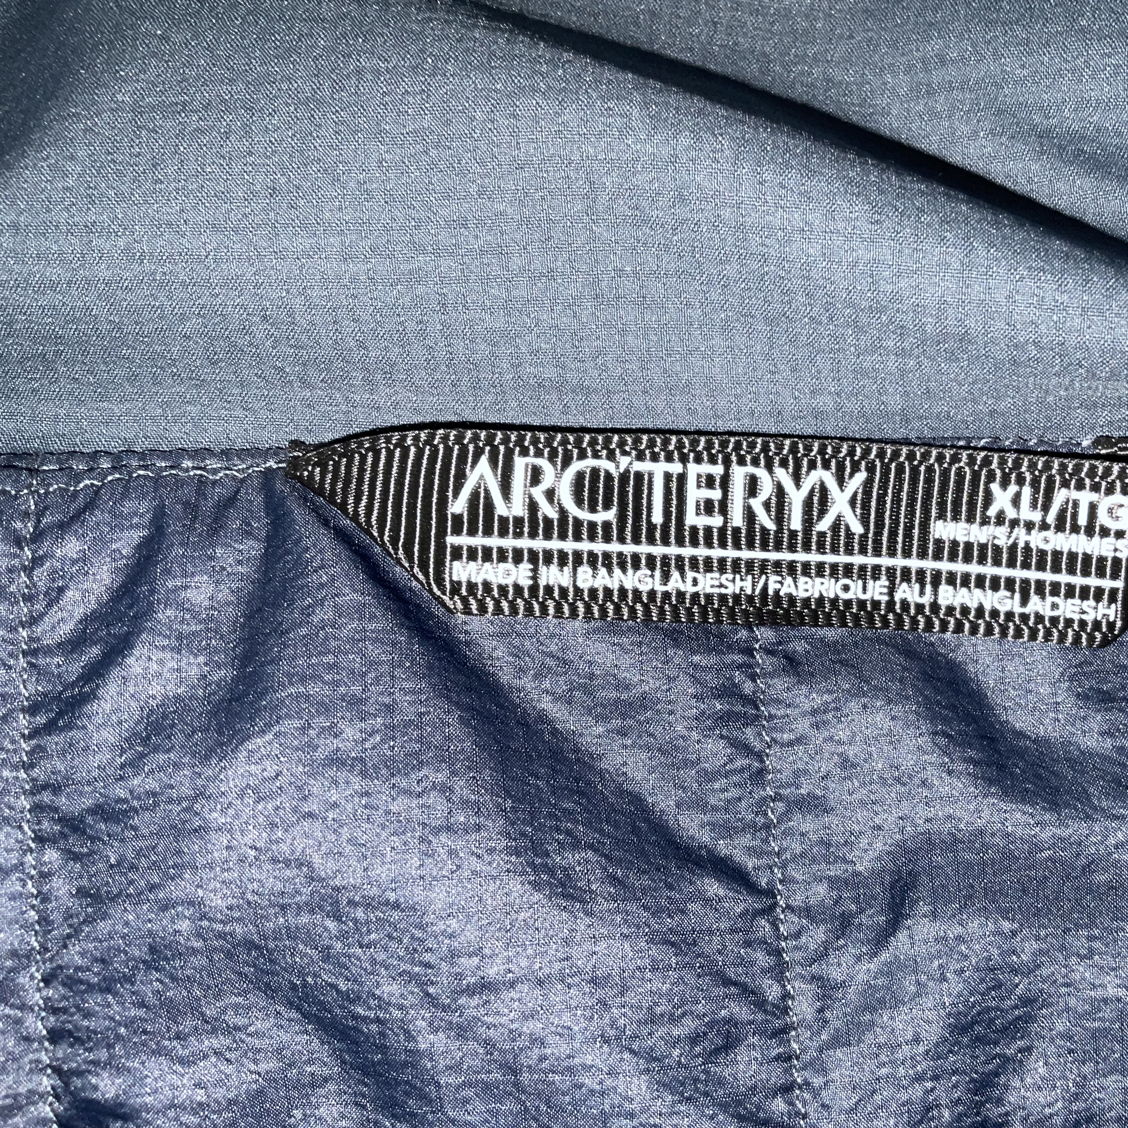 ARC'TERYX
XL/TG
MEN'S/HOMMES
MADE IN BANGLADESH/FABRIQUÉ AU BANGLADESH